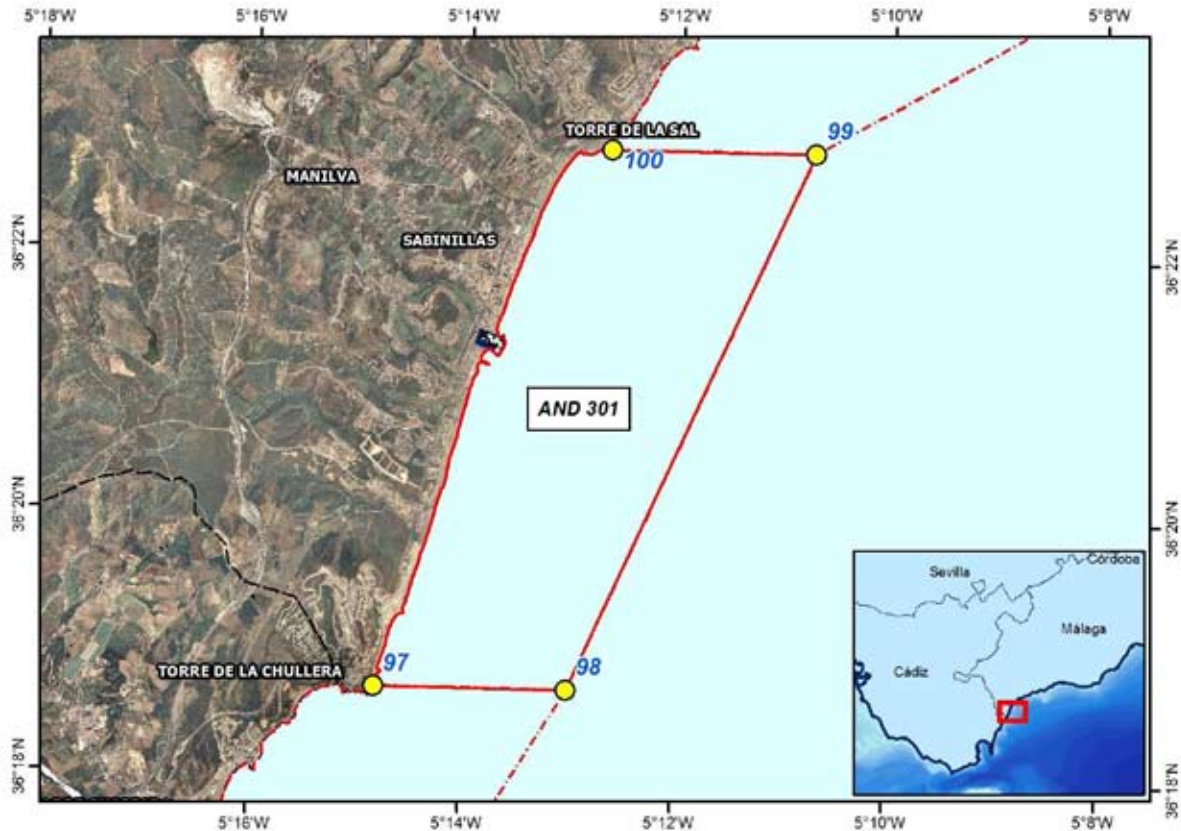 5°18'W 5°16'W 5°14'W 5°12'W 5°10'W 5°8'W
99
TORRE DE LA SAL
100
MANILVA
SABINILLAS
36°22'N
36°22'N
AND 301
36°20'N
36°20'N
Córdoba
Sevilla
Málaga
Cádiz
97
98
TORRE DE LA CHULLERA
36°18'N
36°18'N
5°16'W 5°14'W 5°12'W 5°10'W 5°8'W